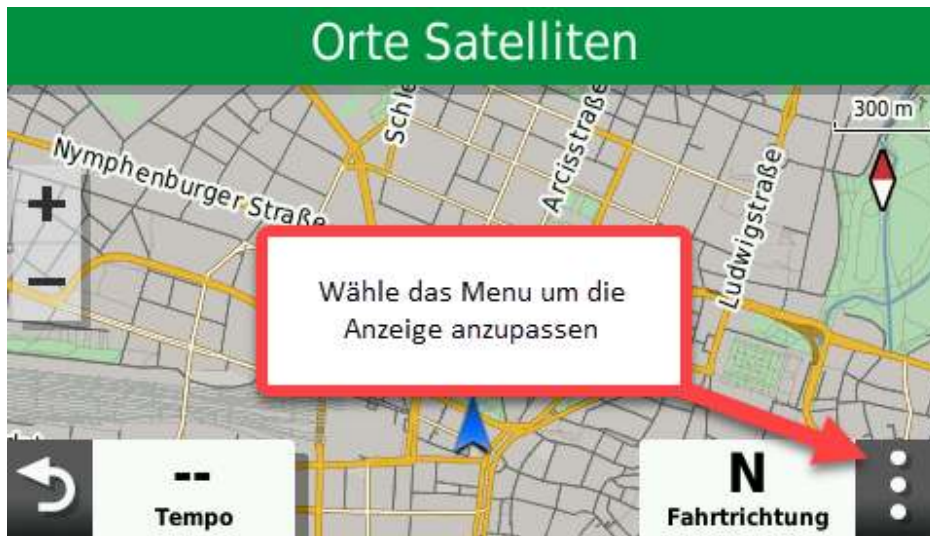 Orte Satelliten
300 m
Schle
Arcisstraße
Nymphenburger Straße
Ludwigstraße
+
−
Wähle das Menu um die
Anzeige anzupassen
--
Tempo
N
Fahrtrichtung